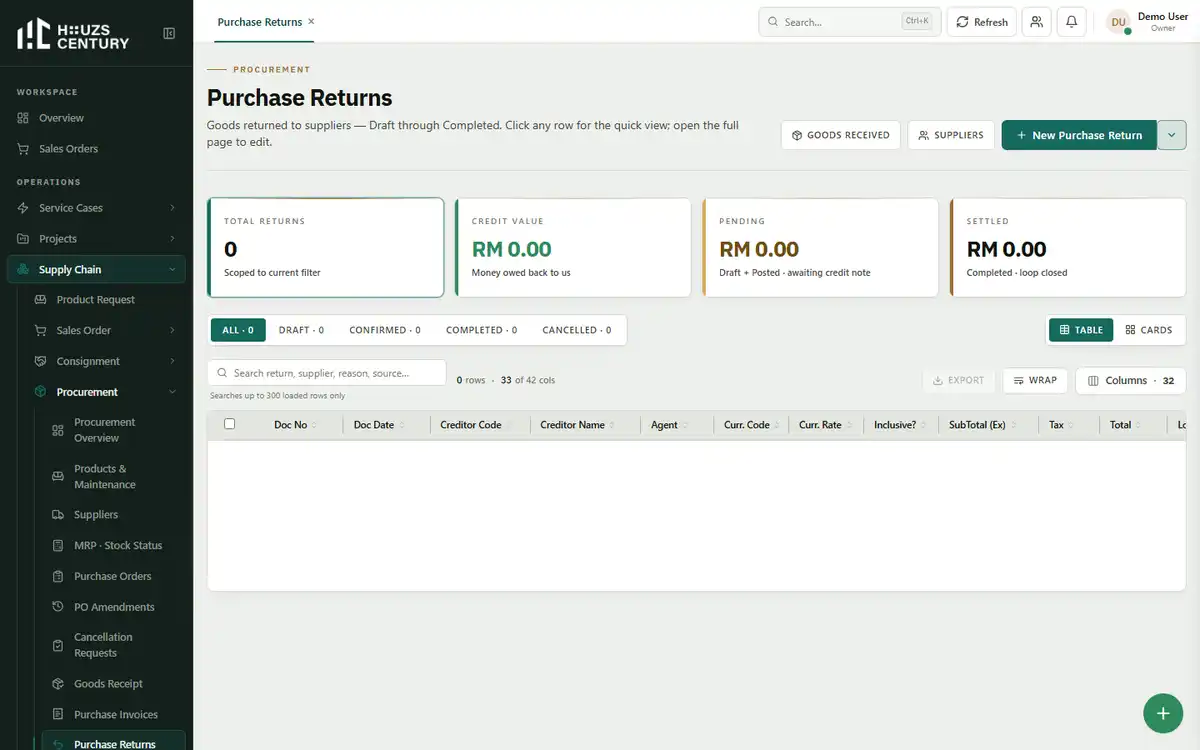 HOUZS
CENTURY
WORKSPACE
Overview
Sales Orders
OPERATIONS
Service Cases
Projects
Supply Chain
Product Request
Sales Order
Consignment
Procurement
Procurement
Overview
Products &
Maintenance
Suppliers
MRP · Stock Status
Purchase Orders
PO Amendments
Cancellation
Requests
Goods Receipt
Purchase Invoices
Purchase Returns
Purchase Returns ×
Search...
Ctrl+K
Refresh
DU
Demo User
Owner
PROCUREMENT
Purchase Returns
Goods returned to suppliers — Draft through Completed. Click any row for the quick view; open the full
page to edit.
GOODS RECEIVED
SUPPLIERS
+ New Purchase Return
TOTAL RETURNS
0
Scoped to current filter
CREDIT VALUE
RM 0.00
Money owed back to us
PENDING
RM 0.00
Draft + Posted · awaiting credit note
SETTLED
RM 0.00
Completed · loop closed
ALL · 0 DRAFT · 0 CONFIRMED · 0 COMPLETED · 0 CANCELLED · 0
TABLE CARDS
Search return, supplier, reason, source...
0 rows · 33 of 42 cols
EXPORT
WRAP
Columns · 32
Searches up to 300 loaded rows only
Doc No Doc Date Creditor Code Creditor Name Agent Curr. Code Curr. Rate Inclusive? SubTotal (Ex) Tax Total Lo